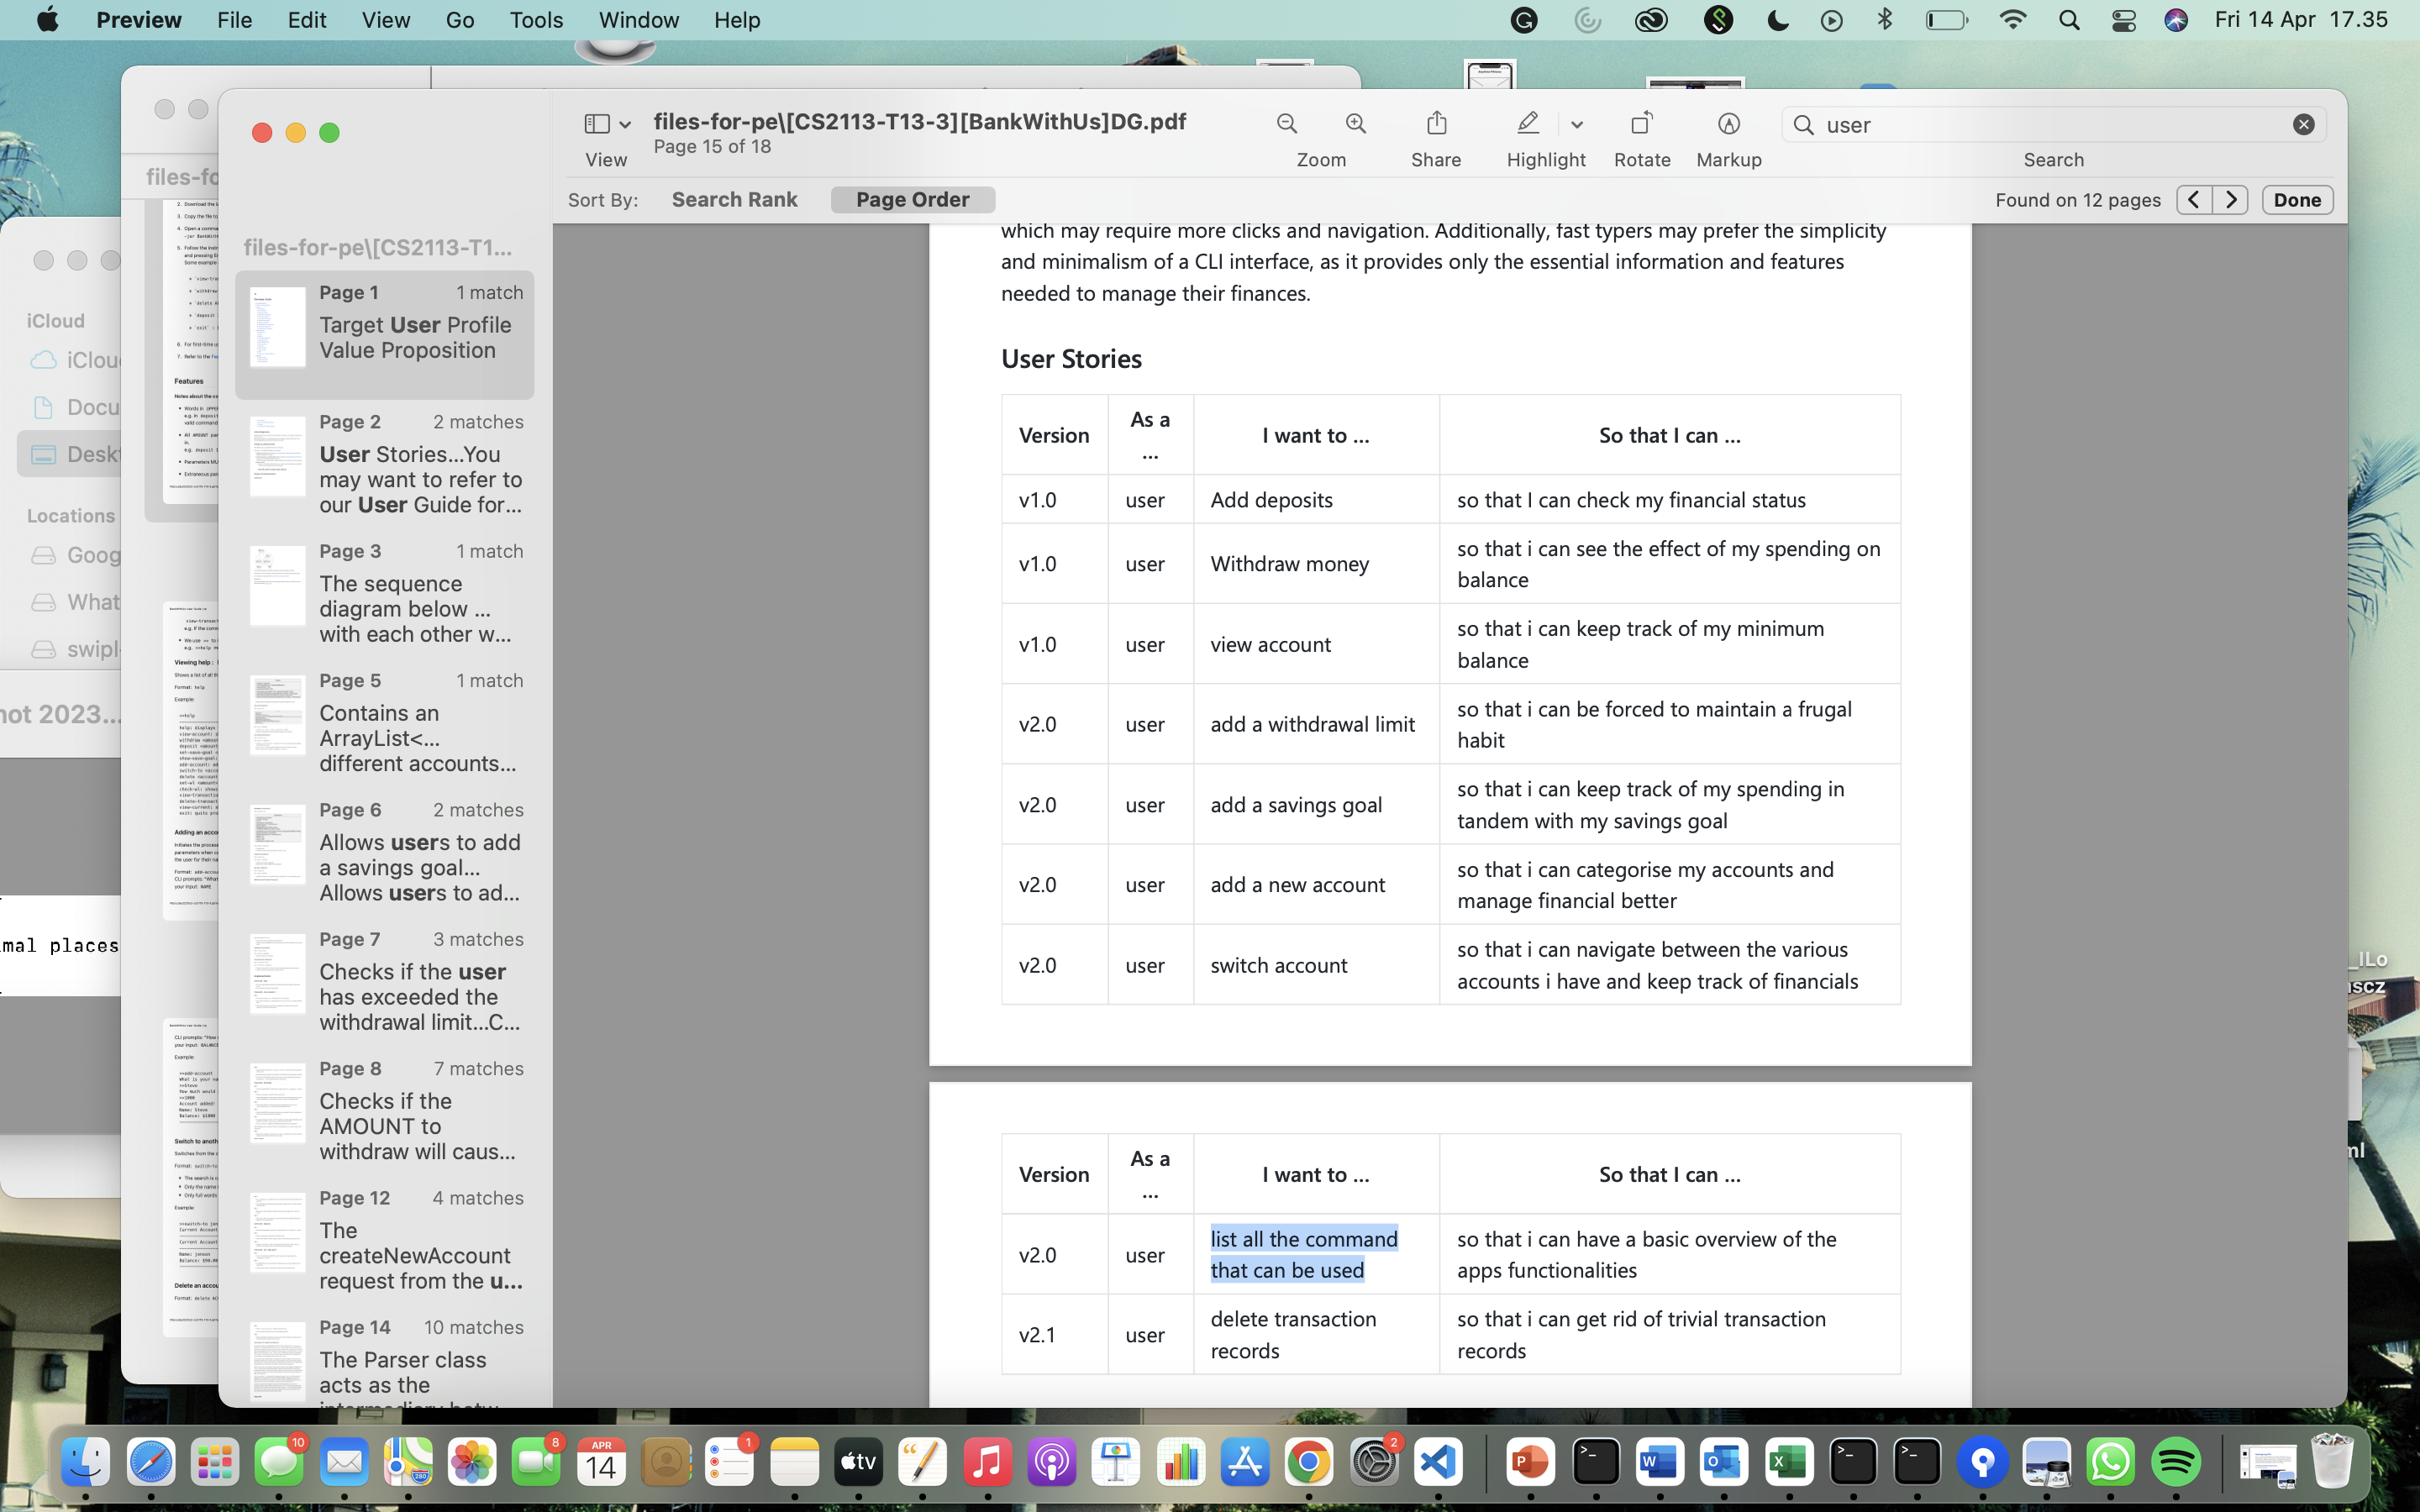 Preview File Edit View Go Tools Window Help Fri 14 Apr 17.35
files-for-pe\[CS2113-T13-3][BankWithUs]DG.pdf
Page 15 of 18
View
Zoom
Share
Highlight
Rotate
Markup
user
Search
Sort By: Search Rank Page Order
Found on 12 pages
Done
files-for-pe\[CS2113-T1...
Page 1 1 match
Target User Profile
Value Proposition
Page 2 2 matches
User Stories...You
may want to refer to
our User Guide for...
Page 3 1 match
The sequence
diagram below ...
with each other w...
Page 5 1 match
Contains an
ArrayList<...
different accounts...
Page 6 2 matches
Allows users to add
a savings goal...
Allows users to ad...
Page 7 3 matches
Checks if the user
has exceeded the
withdrawal limit...C...
Page 8 7 matches
Checks if the
AMOUNT to
withdraw will caus...
Page 12 4 matches
The
createNewAccount
request from the u...
Page 14 10 matches
The Parser class
acts as the
which may require more clicks and navigation. Additionally, fast typers may prefer the simplicity
and minimalism of a CLI interface, as it provides only the essential information and features
needed to manage their finances.
User Stories
Version As a ... I want to ... So that I can ...
v1.0 user Add deposits so that I can check my financial status
v1.0 user Withdraw money so that i can see the effect of my spending on
balance
v1.0 user view account so that i can keep track of my minimum
balance
v2.0 user add a withdrawal limit so that i can be forced to maintain a frugal
habit
v2.0 user add a savings goal so that i can keep track of my spending in
tandem with my savings goal
v2.0 user add a new account so that i can categorise my accounts and
manage financial better
v2.0 user switch account so that i can navigate between the various
accounts i have and keep track of financials
Version As a ... I want to ... So that I can ...
v2.0 user list all the command
that can be used
so that i can have a basic overview of the
apps functionalities
v2.1 user delete transaction
records
so that i can get rid of trivial transaction
records
files-fo
iCloud
iClou
Docu
Deskt
Locations
Goog
What
swipl-
not 2023...
mal places
Features
_lLo
scz
ml
10
280
8
APR
14
1
tv
2